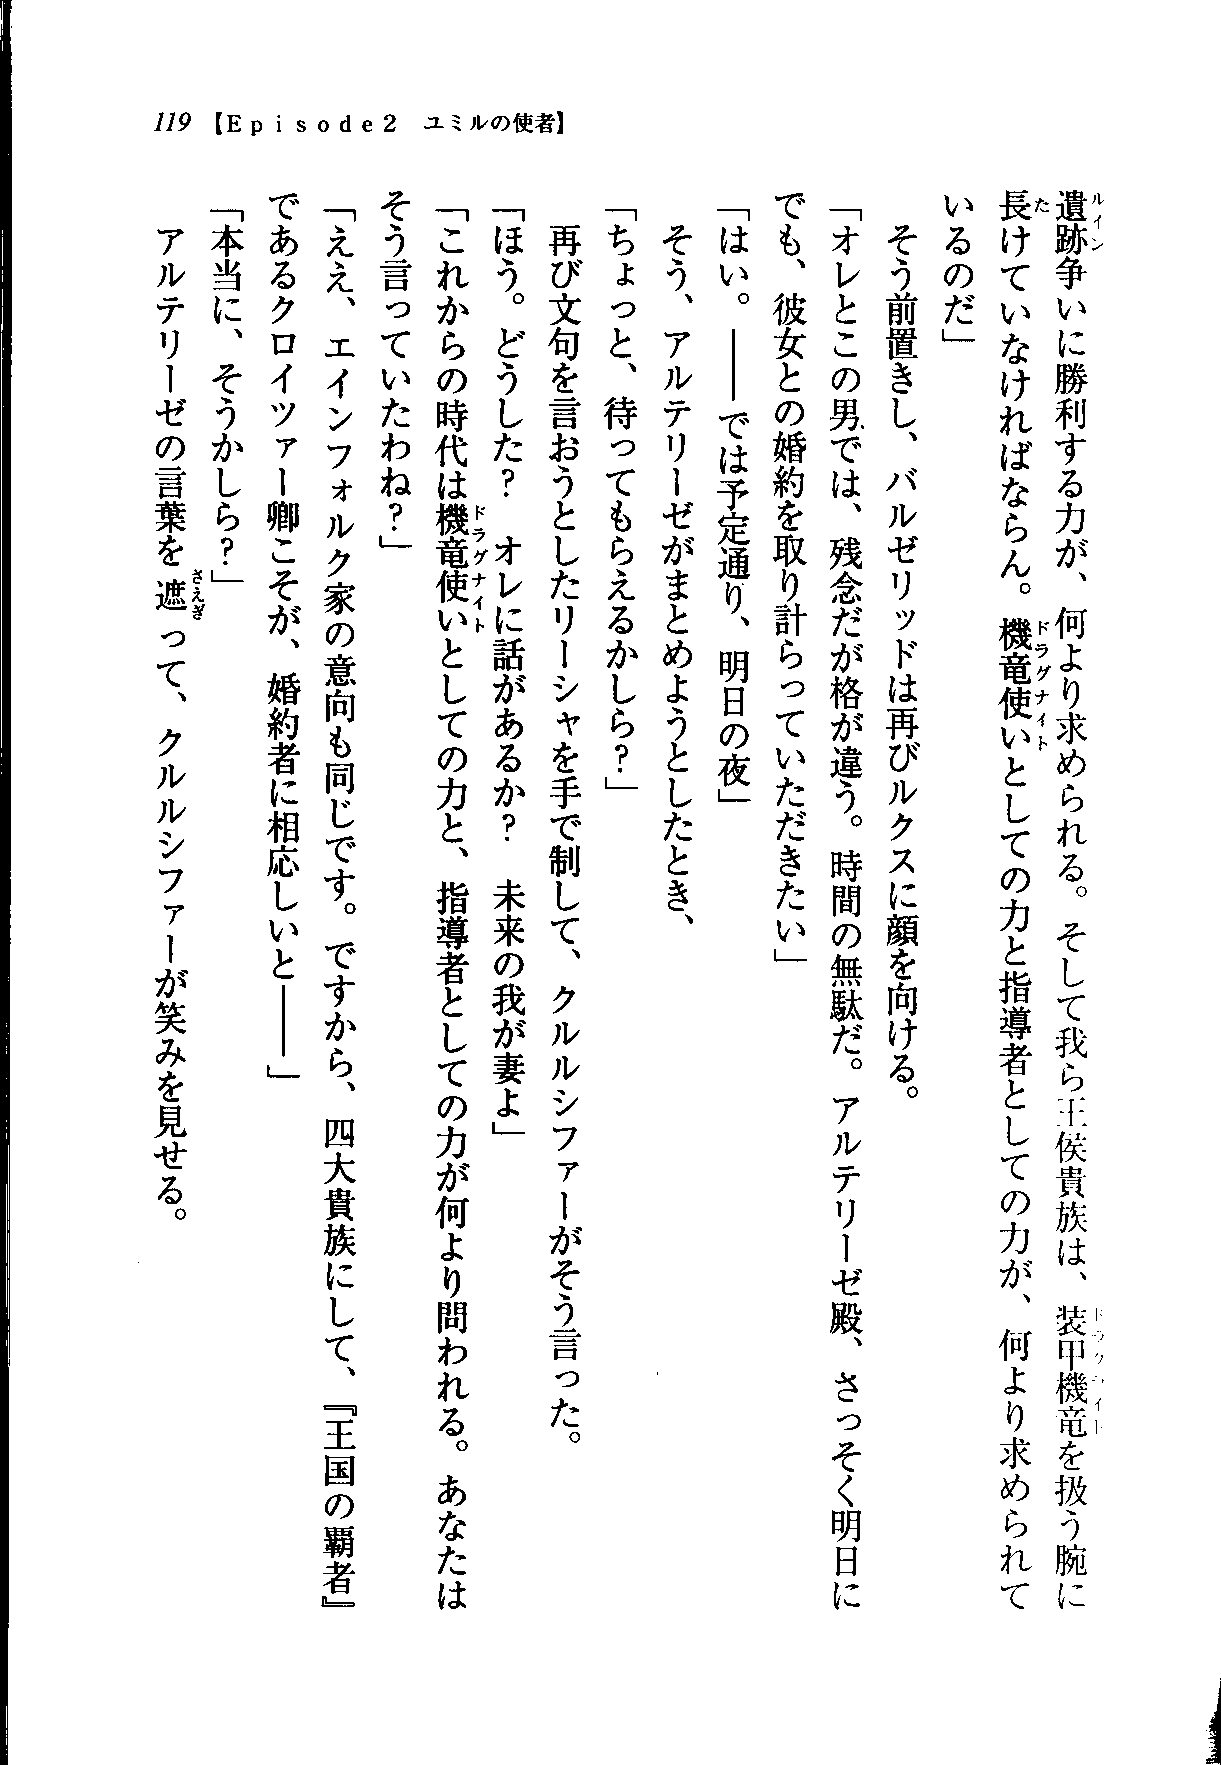 119 【Episode2　ユミルの使者】
遺跡争いに勝利する力が、何より求められる。そして我ら王侯貴族は、装甲機竜を扱う腕に
長けていなければならん。機竜使いとしての力と指導者としての力が、何より求められて
いるのだ」
　そう前置きし、バルゼリッドは再びルクスに顔を向ける。
「オレとこの男では、残念だが格が違う。時間の無駄だ。アルテリーゼ殿、さっそく明日に
でも、彼女との婚約を取り計らっていただきたい」
「はい。――では予定通り、明日の夜」
　そう、アルテリーゼがまとめようとしたとき、
「ちょっと、待ってもらえるかしら？」
　再び文句を言おうとしたリーシャを手で制して、クルルシファーがそう言った。
「ほう。どうした？　オレに話があるか？　未来の我が妻よ」
「これからの時代は機竜使いとしての力と、指導者としての力が何より問われる。あなたは
そう言っていたわね？」
「ええ、エインフォルク家の意向も同じです。ですから、四大貴族にして、『王国の覇者』
であるクロイツァー卿こそが、婚約者に相応しいと――」
「本当に、そうかしら？」
　アルテリーゼの言葉を遮って、クルルシファーが笑みを見せる。